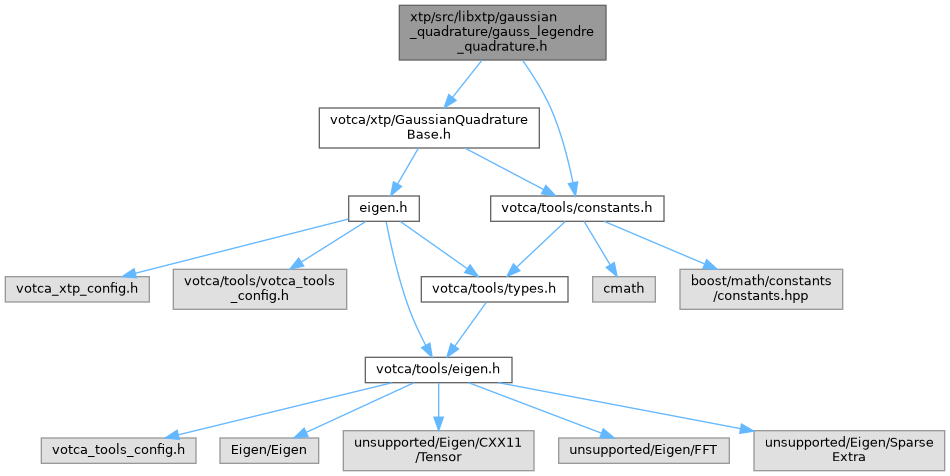 xtp/src/libxtp/gaussian
_quadrature/gauss_legendre
_quadrature.h
votca/xtp/GaussianQuadrature
Base.h
eigen.h
votca/tools/constants.h
votca_xtp_config.h
votca/tools/votca_tools
_config.h
votca/tools/types.h
cmath
boost/math/constants
/constants.hpp
votca/tools/eigen.h
votca_tools_config.h
Eigen/Eigen
unsupported/Eigen/CXX11
/Tensor
unsupported/Eigen/FFT
unsupported/Eigen/Sparse
Extra